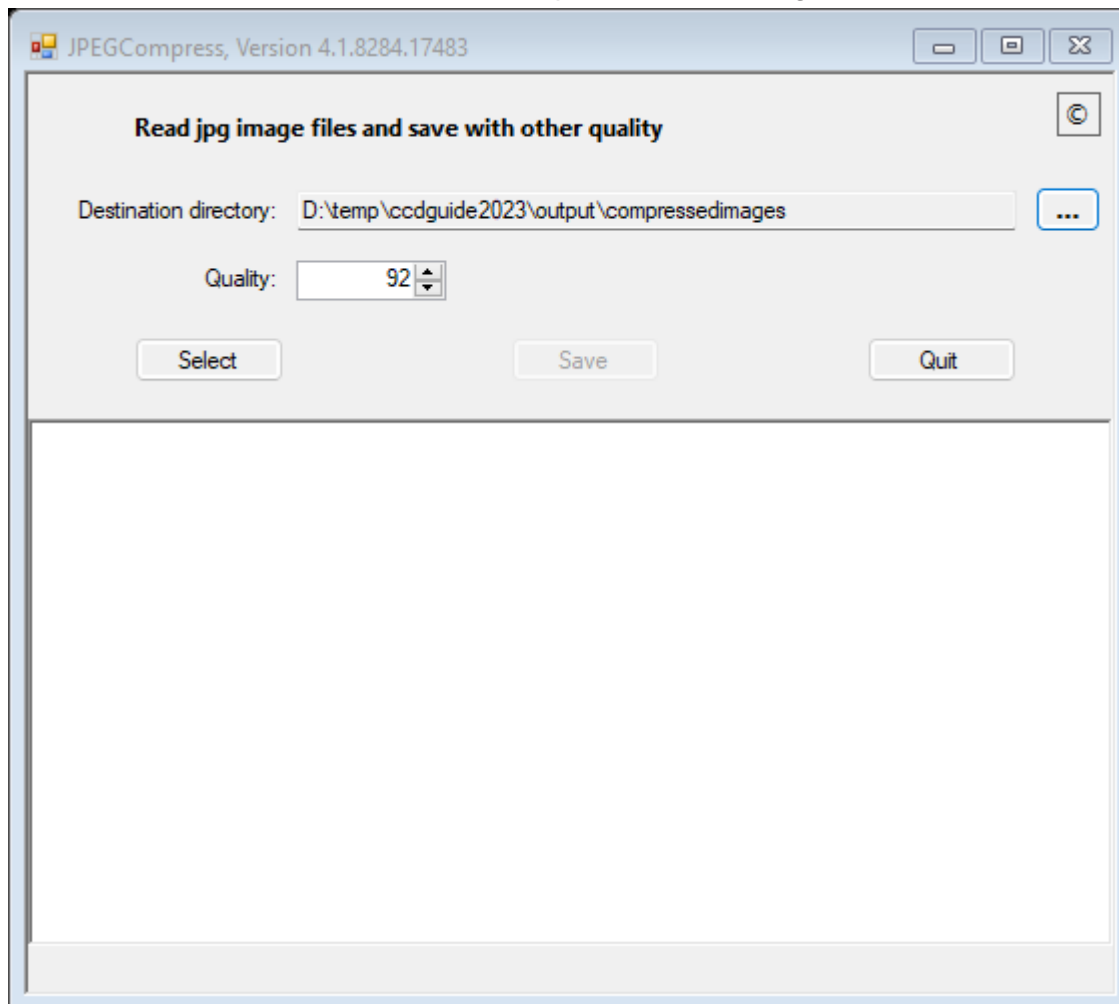 JPEGCompress, Version 4.1.8284.17483
©
Read jpg image files and save with other quality
Destination directory: D:\temp\ccdguide2023\output\compressedimages ...
Quality: 92
Select Save Quit